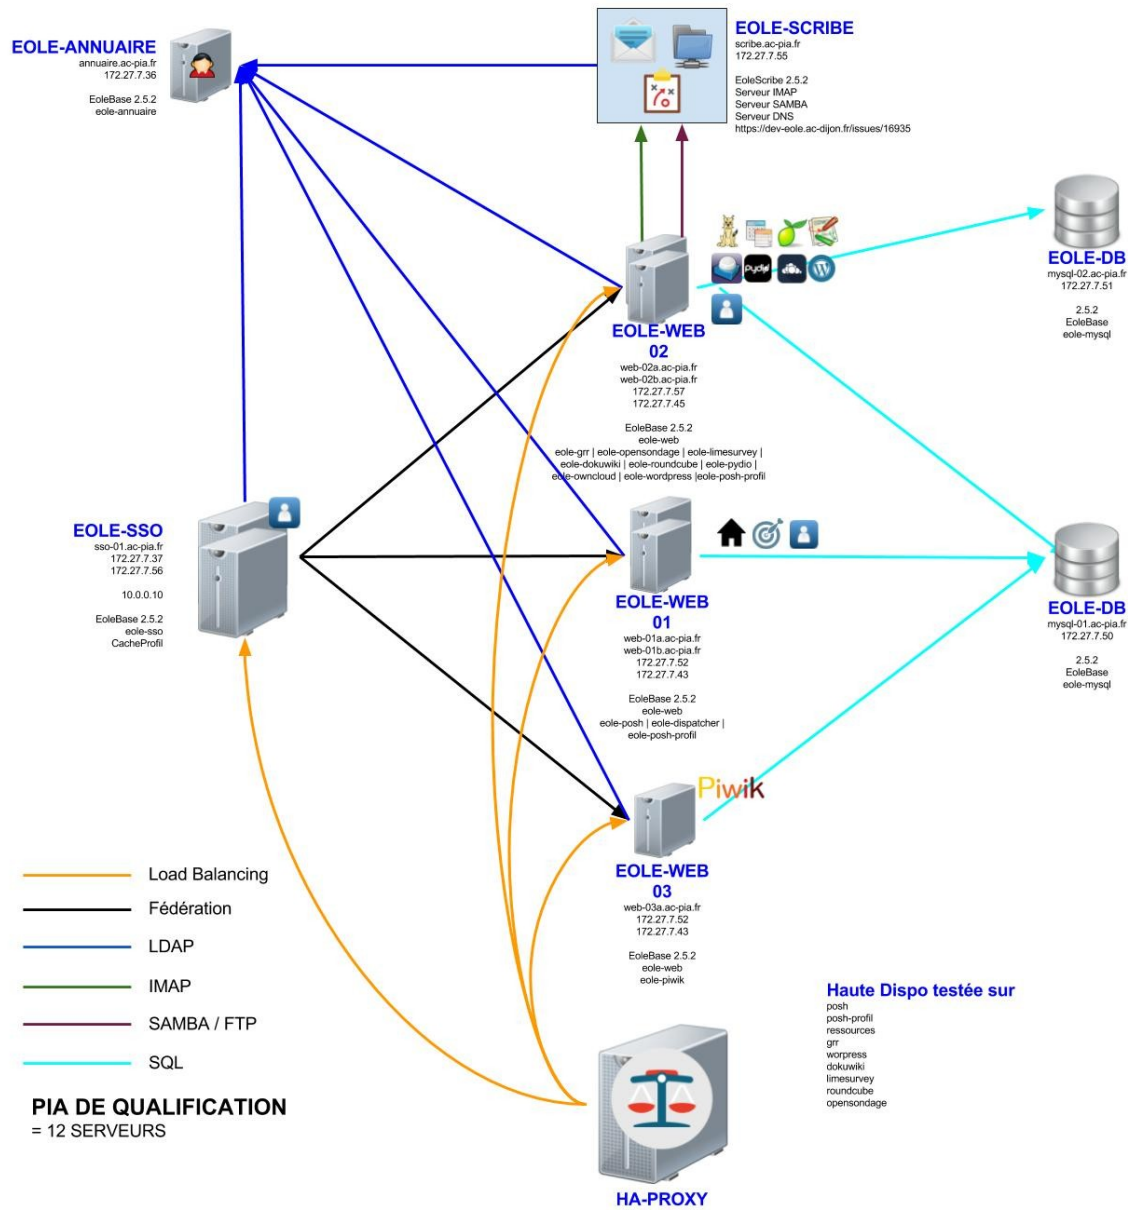 EOLE-ANNUAIRE
annuaire.ac-pia.fr
172.27.7.36
EoleBase 2.5.2
eole-annuaire
EOLE-SCRIBE
scribe.ac-pia.fr
172.27.7.55
EoleScribe 2.5.2
Serveur IMAP
Serveur SAMBA
Serveur DNS
https://dev-eole.ac-dijon.fr/issues/16935
pydio
EOLE-DB
mysql-02.ac-pia.fr
172.27.7.51
2.5.2
EoleBase
eole-mysql
EOLE-WEB
02
web-02a.ac-pia.fr
web-02b.ac-pia.fr
172.27.7.57
172.27.7.45
EoleBase 2.5.2
eole-web
eole-grr | eole-opensondage | eole-limesurvey |
eole-dokuwiki | eole-roundcube | eole-pydio |
eole-owncloud | eole-wordpress |eole-posh-profil
EOLE-SSO
sso-01.ac-pia.fr
172.27.7.37
172.27.7.56
10.0.0.10
EoleBase 2.5.2
eole-sso
CacheProfil
EOLE-WEB
01
web-01a.ac-pia.fr
web-01b.ac-pia.fr
172.27.7.52
172.27.7.43
EoleBase 2.5.2
eole-web
eole-posh | eole-dispatcher |
eole-posh-profil
EOLE-DB
mysql-01.ac-pia.fr
172.27.7.50
2.5.2
EoleBase
eole-mysql
Piwik
EOLE-WEB
03
web-03a.ac-pia.fr
172.27.7.52
172.27.7.43
EoleBase 2.5.2
eole-web
eole-piwik
Load Balancing
Fédération
LDAP
IMAP
SAMBA / FTP
SQL
PIA DE QUALIFICATION
= 12 SERVEURS
Haute Dispo testée sur
posh
posh-profil
ressources
grr
worpress
dokuwiki
limesurvey
roundcube
opensondage
HA-PROXY